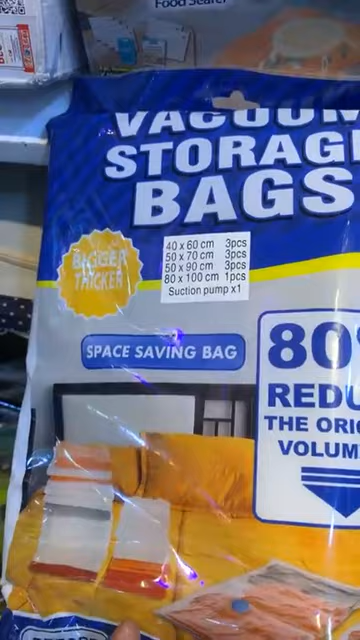 Food Sealer
VACUUM
STORAGE
BAGS
BIGGER
THICKER
40 x 60 cm 3pcs
50 x 70 cm 3pcs
50 x 90 cm 3pcs
80 x 100 cm 1pcs
Suction pump x1
SPACE SAVING BAG
80%
REDU
THE ORIG
VOLUM